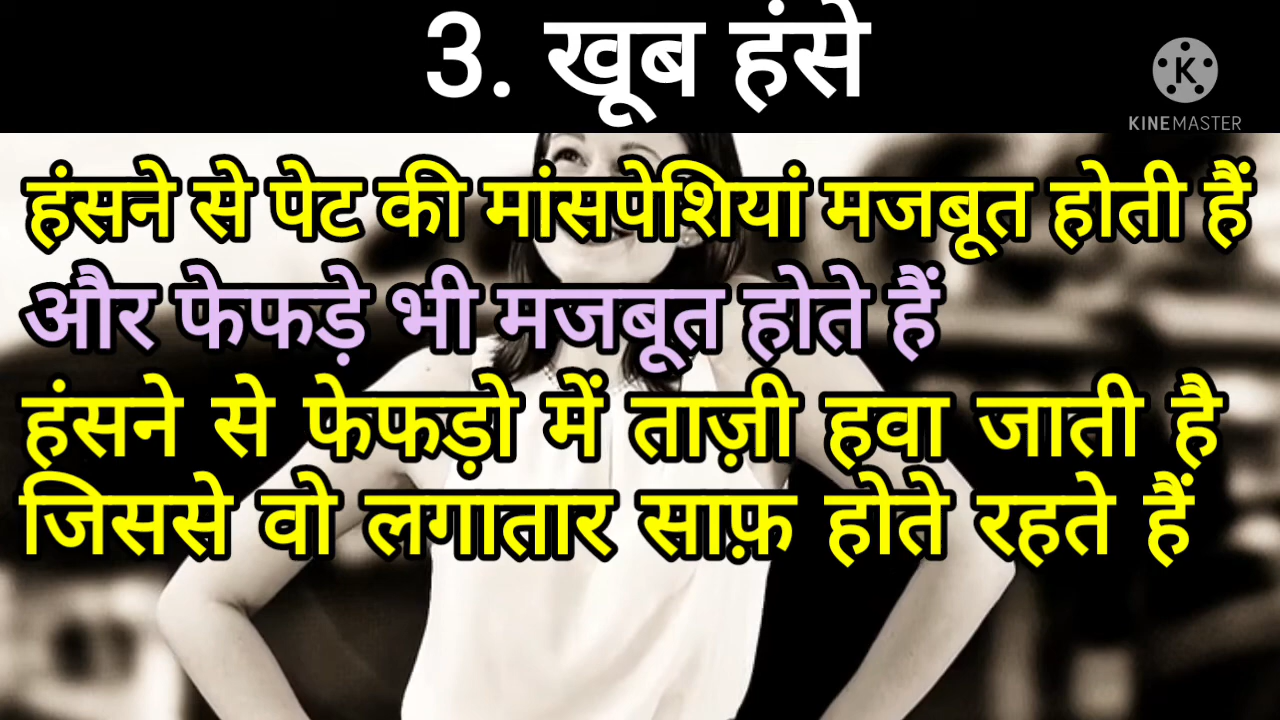 3. खूब हंसे
K
KINEMASTER
हंसने से पेट की मांसपेशियां मजबूत होती हैं
और फेफड़े भी मजबूत होते हैं
हंसने से फेफड़ो में ताज़ी हवा जाती है
जिससे वो लगातार साफ़ होते रहते हैं